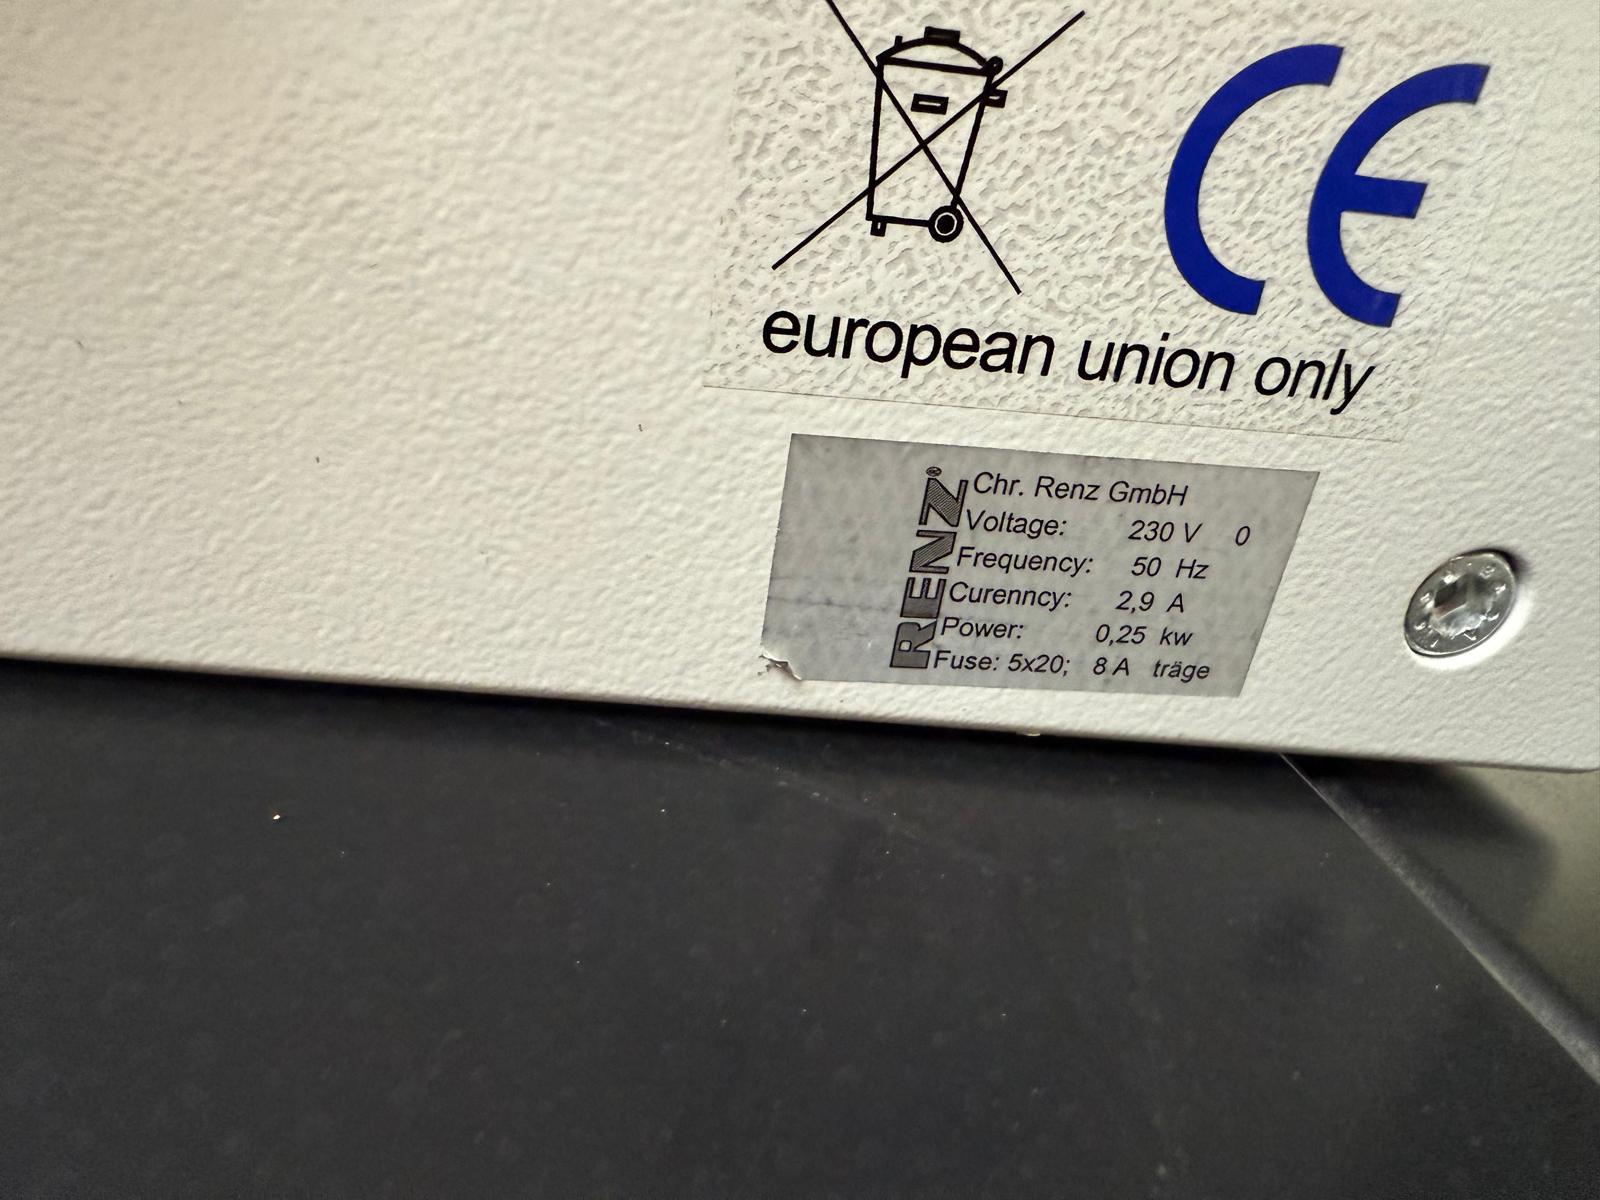 CE
european union only
RENZ®
Chr. Renz GmbH
Voltage: 230 V 0
Frequency: 50 Hz
Curenncy: 2,9 A
Power: 0,25 kw
Fuse: 5x20; 8 A träge